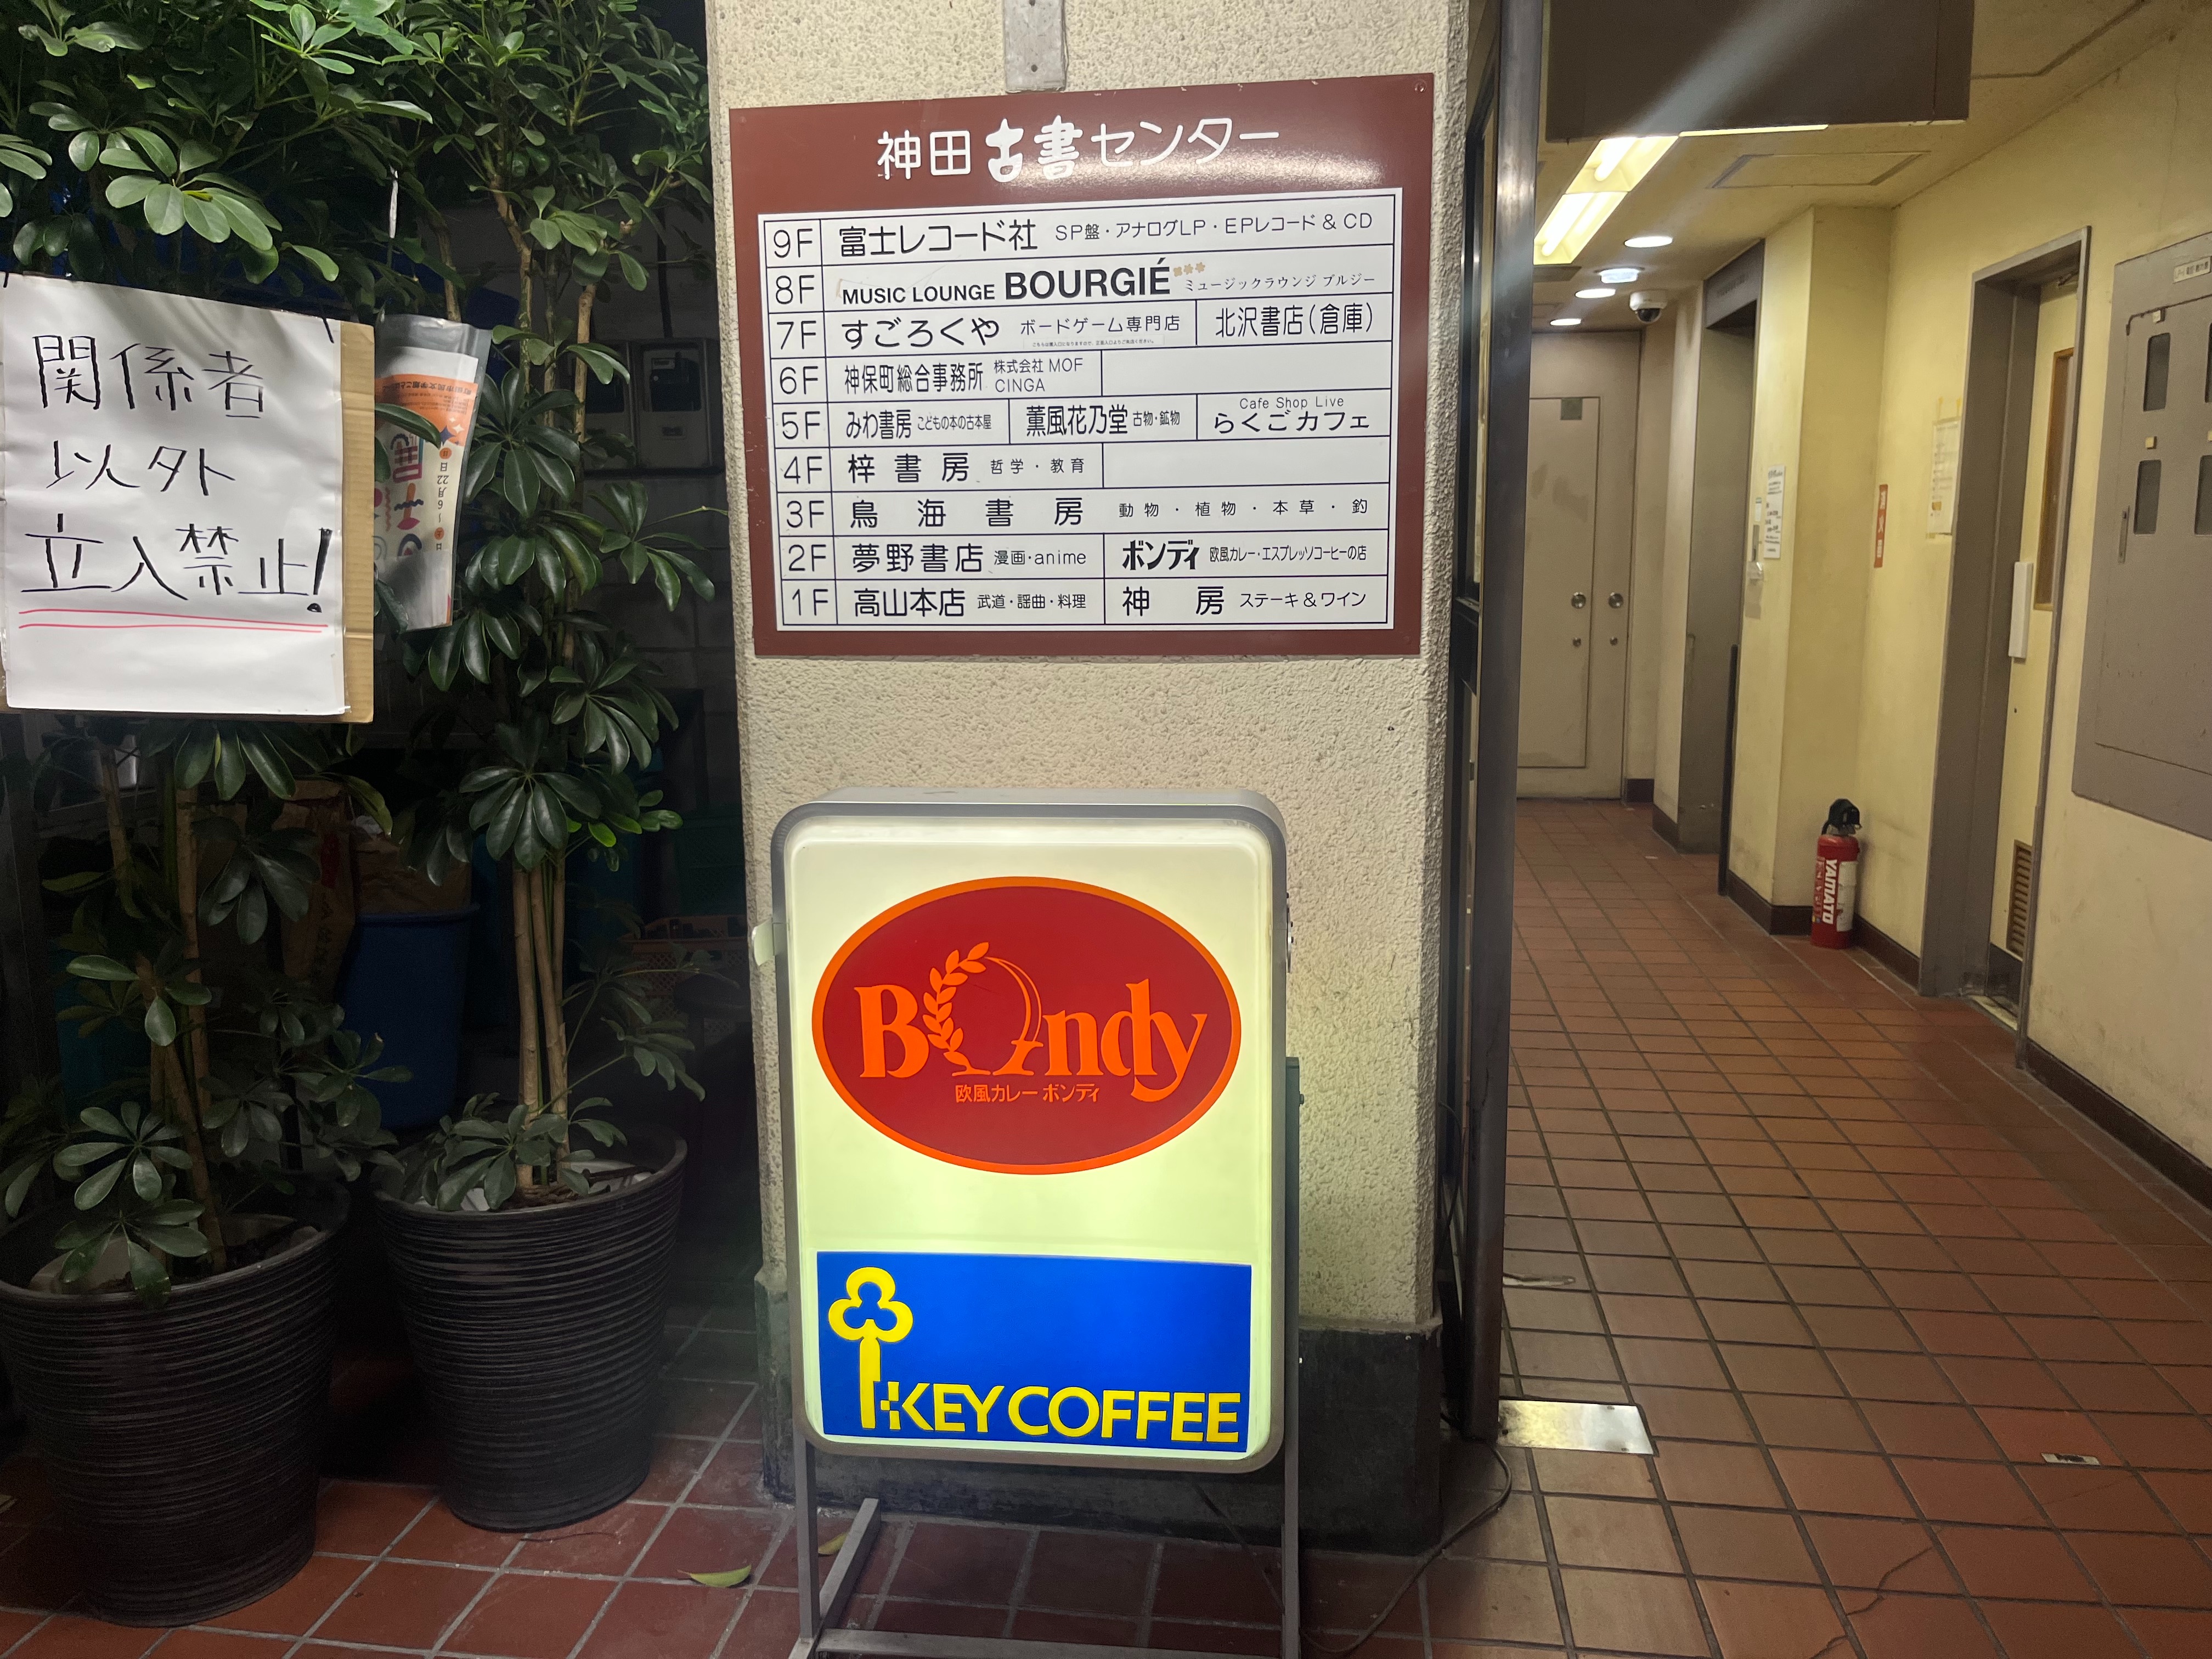 神田古書センター
9F 富士レコード社 SP盤・アナログLP・EPレコード & CD
8F MUSIC LOUNGE BOURGIÉ ミュージックラウンジ ブルジー
7F すごろくや ボードゲーム専門店 北沢書店(倉庫)
6F 神保町総合事務所 株式会社 MOF
CINGA
5F みわ書房 こどもの本の古本屋 薫風花乃堂 古物・鉱物 Cafe Shop Live
らくごカフェ
4F 梓書房 哲学・教育
3F 鳥海書房 動物・植物・本草・釣
2F 夢野書店 漫画・anime ボンディ 欧風カレー・エスプレッソコーヒーの店
1F 高山本店 武道・謡曲・料理 神房 ステーキ&ワイン
関係者
以外
立入禁止!
Bondy
欧風カレー ボンディ
KEY COFFEE
YAMATO